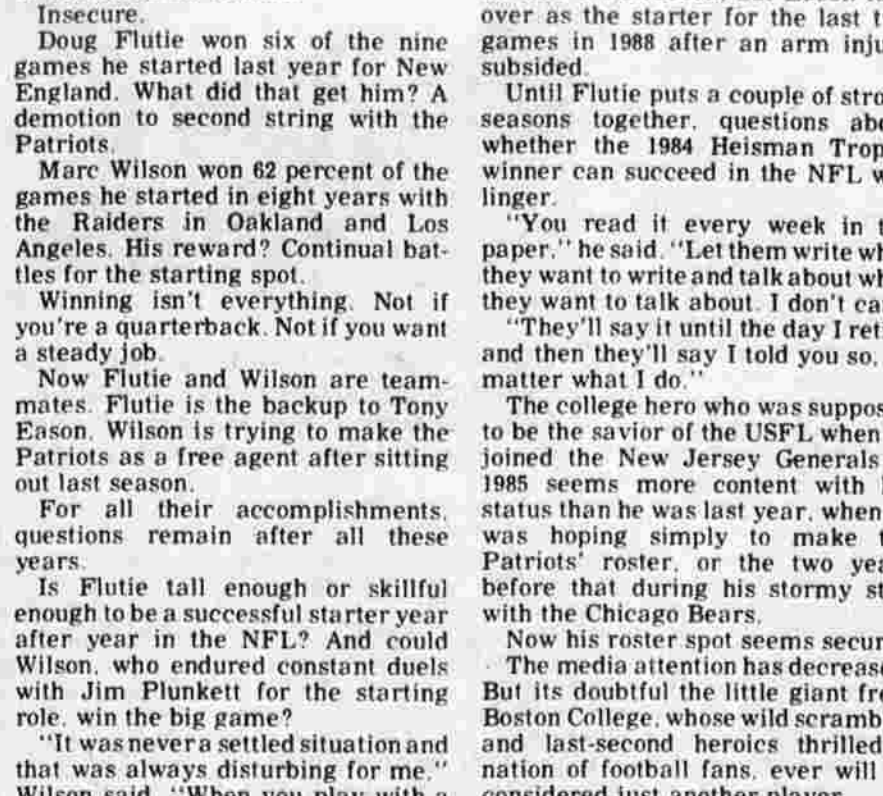 Insecure.
Doug Flutie won six of the nine
games he started last year for New
England. What did that get him? A
demotion to second string with the
Patriots.
Marc Wilson won 62 percent of the
games he started in eight years with
the Raiders in Oakland and Los
Angeles. His reward? Continual bat-
tles for the starting spot.
Winning isn't everything. Not if
you're a quarterback. Not if you want
a steady job.
Now Flutie and Wilson are team-
mates. Flutie is the backup to Tony
Eason. Wilson is trying to make the
Patriots as a free agent after sitting
out last season.
For all their accomplishments,
questions remain after all these
years.
Is Flutie tall enough or skillful
enough to be a successful starter year
after year in the NFL? And could
Wilson, who endured constant duels
with Jim Plunkett for the starting
role, win the big game?
"It was never a settled situation and
that was always disturbing for me,"
Wilson said. "When you play with a
over as the starter for the last
games in 1988 after an arm
subsided.
Until Flutie puts a couple of
seasons together, questions
whether the 1984 Heisman
winner can succeed in the NFL
linger.
"You read it every week in
paper," he said. "Let them write
they want to write and talk about
they want to talk about. I don't
"They'll say it until the day I
and then they'll say I told you so,
matter what I do."
The college hero who was
to be the savior of the USFL when
joined the New Jersey Generals
1985 seems more content with
status than he was last year, when
was hoping simply to make
Patriots' roster, or the two
before that during his stormy
with the Chicago Bears.
Now his roster spot seems
The media attention has
But its doubtful the little giant
Boston College, whose wild
and last-second heroics thrilled
nation of football fans, ever will
considered just another player.